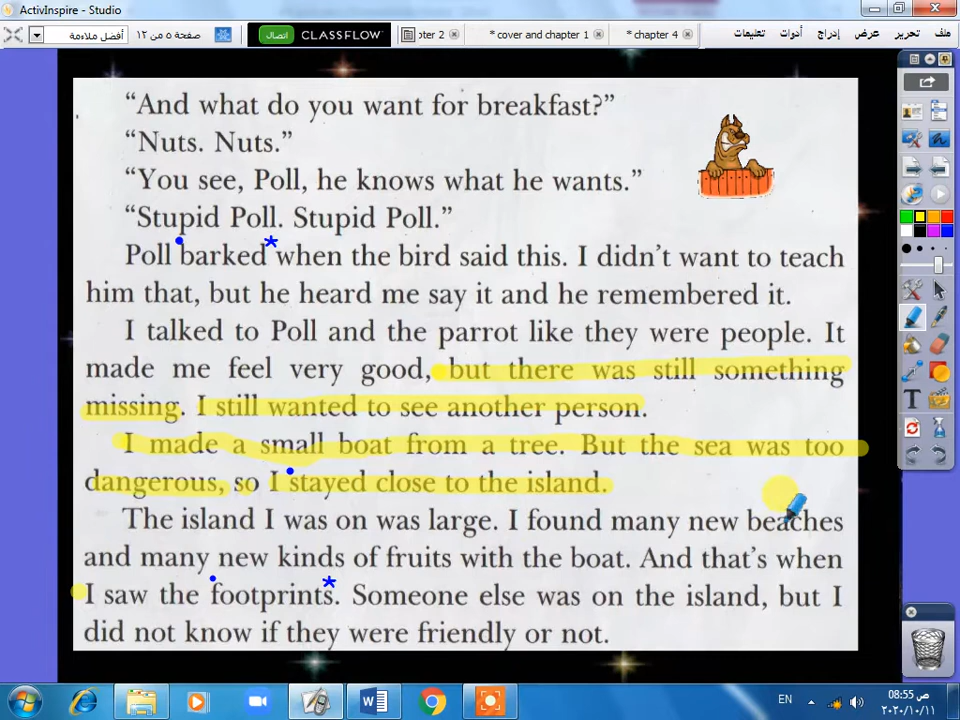 ActivInspire - Studio
ملف تحرير عرض إدراج أدوات تعليمات
* chapter 4
* cover and chapter 1
pter 2
CLASSFLOW
اتصال
صفحة ٥ من ١٢
أفضل ملاءمة
“And what do you want for breakfast?”
“Nuts. Nuts.”
“You see, Poll, he knows what he wants.”
“Stupid Poll. Stupid Poll.”
Poll barked* when the bird said this. I didn’t want to teach
him that, but he heard me say it and he remembered it.
I talked to Poll and the parrot like they were people. It
made me feel very good, but there was still something
missing. I still wanted to see another person.
I made a small boat from a tree. But the sea was too
dangerous, so I stayed close to the island.
The island I was on was large. I found many new beaches
and many new kinds of fruits with the boat. And that’s when
I saw the footprints*. Someone else was on the island, but I
did not know if they were friendly or not.
EN
08:55 ص
٢٠٢٠/١٠/١١